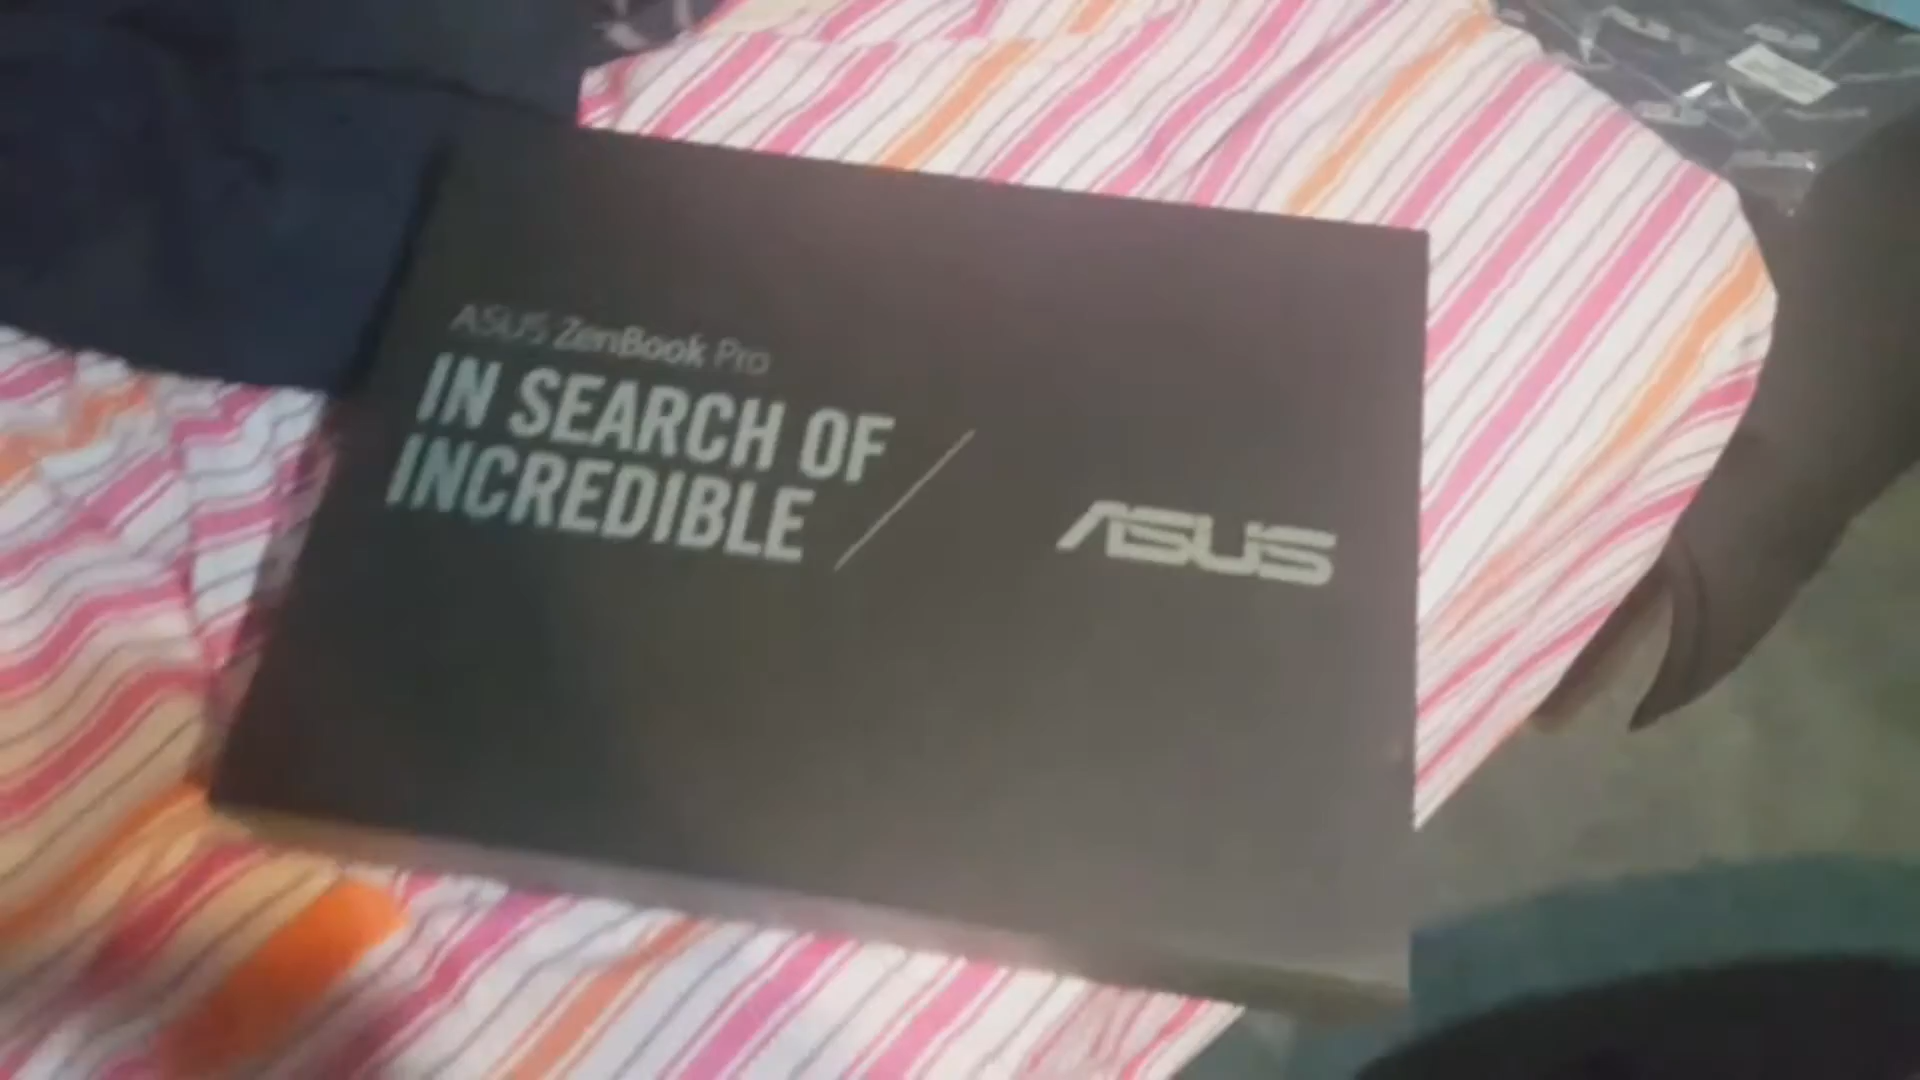 ASUS ZenBook Pro
IN SEARCH OF
INCREDIBLE
ASUS